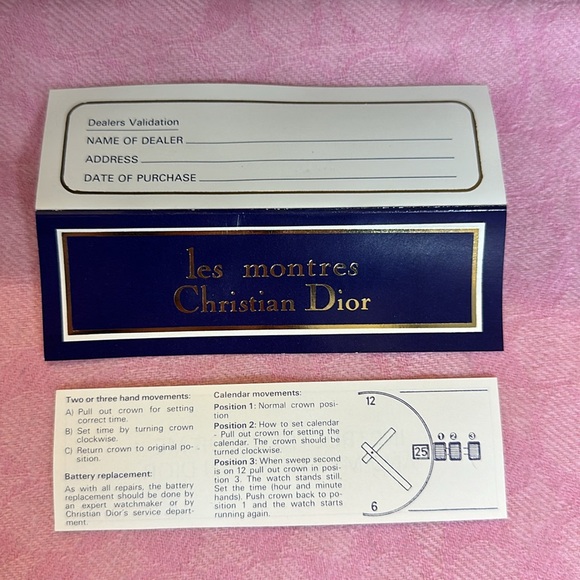 Dealers Validation
NAME OF DEALER
ADDRESS
DATE OF PURCHASE
les montres
Christian Dior
Two or three hand movements:
A) Pull out crown for setting
correct time.
B) Set time by turning crown
clockwise.
C) Return crown to original po-
sition.
Battery replacement:
As with all repairs, the battery
replacement should be done by
an expert watchmaker or by
Christian Dior's service depart-
ment.
Calendar movements:
Position 1: Normal crown posi-
tion
Position 2: How to set calendar
- Pull out crown for setting the
calendar. The crown should be
turned clockwise.
Position 3: When sweep second
is on 12 pull out crown in posi-
tion 3. The watch stands still.
Set the time (hour and minute
hands). Push crown back to po-
sition 1 and the watch starts
running again.
12
1 2 3
25
6